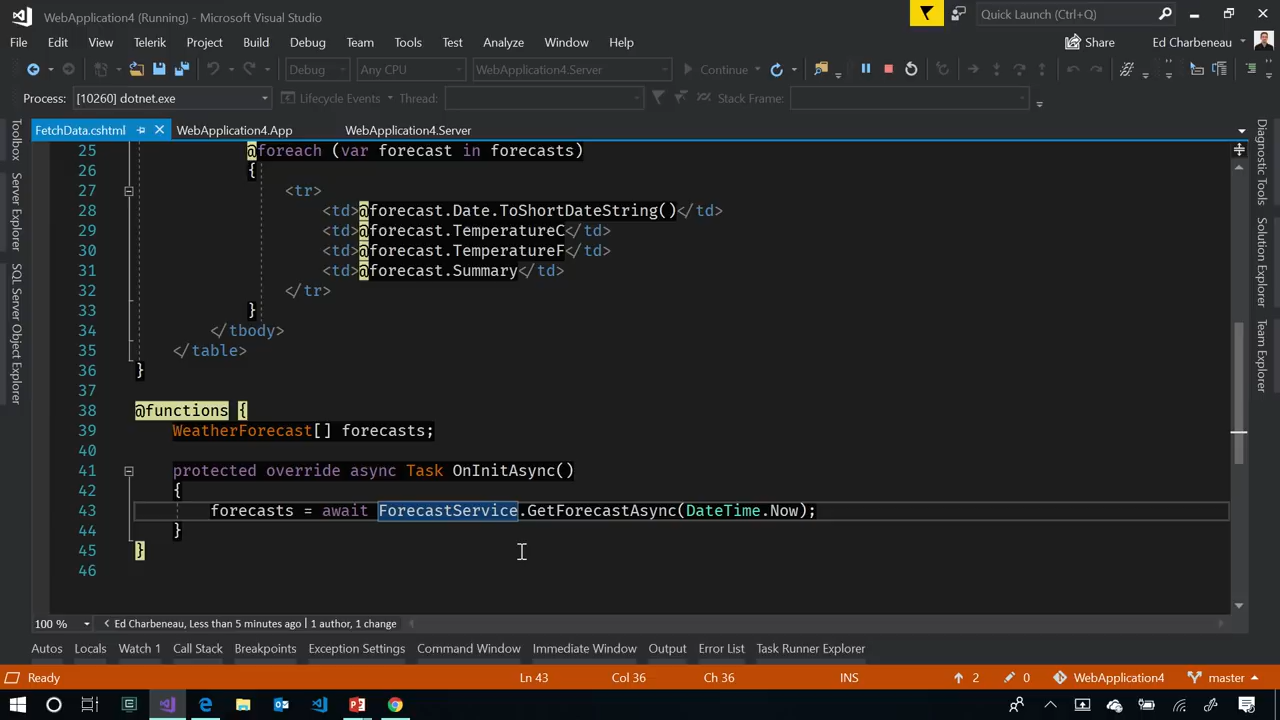 WebApplication4 (Running) - Microsoft Visual Studio
Quick Launch (Ctrl+Q)
File Edit View Telerik Project Build Debug Team Tools Test Analyze Window Help
Share Ed Charbeneau
Debug Any CPU WebApplication4.Server Continue
Process: [10260] dotnet.exe Lifecycle Events Thread: Stack Frame:
FetchData.cshtml WebApplication4.App WebApplication4.Server
Toolbox
Server Explorer
SQL Server Object Explorer
25 @foreach (var forecast in forecasts)
26 {
27 <tr>
28 <td>@forecast.Date.ToShortDateString()</td>
29 <td>@forecast.TemperatureC</td>
30 <td>@forecast.TemperatureF</td>
31 <td>@forecast.Summary</td>
32 </tr>
33 }
34 </tbody>
35 </table>
36 }
37
38 @functions {
39 WeatherForecast[] forecasts;
40
41 protected override async Task OnInitAsync()
42 {
43 forecasts = await ForecastService.GetForecastAsync(DateTime.Now);
44 }
45 }
46
Diagnostic Tools
Solution Explorer
Team Explorer
100 % Ed Charbeneau, Less than 5 minutes ago | 1 author, 1 change
Autos Locals Watch 1 Call Stack Breakpoints Exception Settings Command Window Immediate Window Output Error List Task Runner Explorer
Ready Ln 43 Col 36 Ch 36 INS 2 0 WebApplication4 master